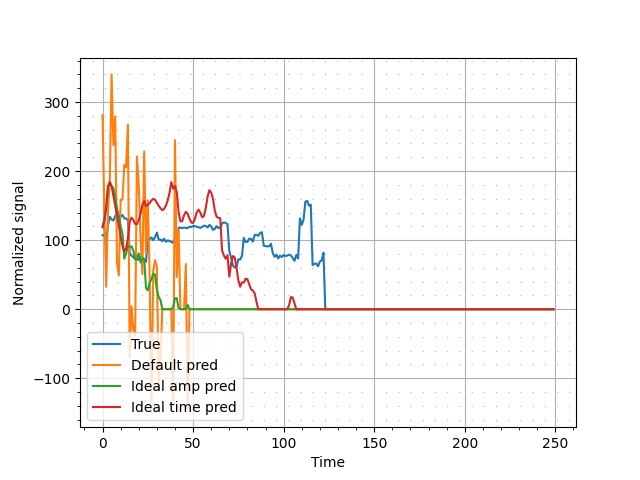 300
200
100
0
−100
Normalized signal
True
Default pred
Ideal amp pred
Ideal time pred
0 50 100 150 200 250
Time